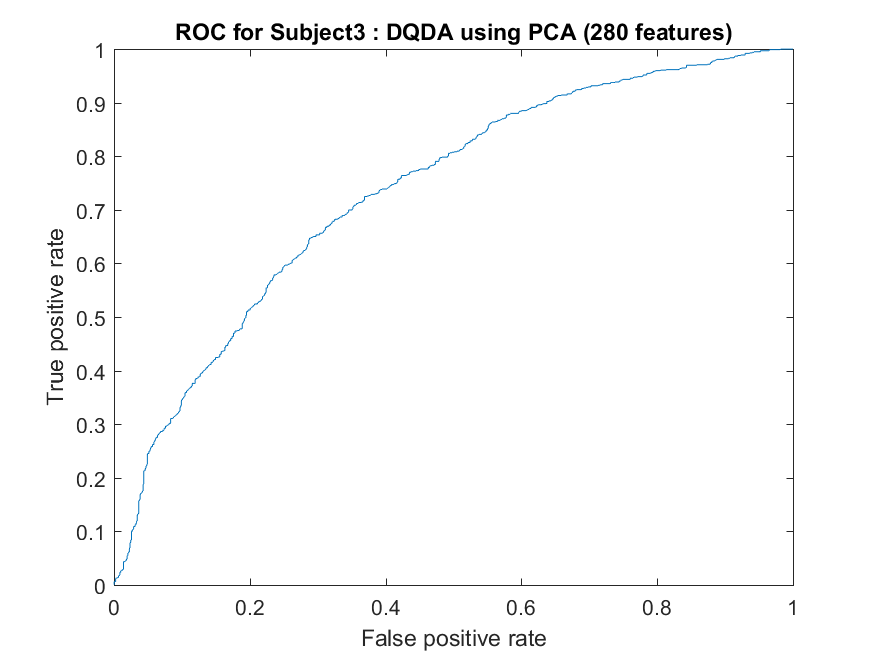 ROC for Subject3 : DQDA using PCA (280 features)
1
0.9
0.8
0.7
0.6
0.5
0.4
0.3
0.2
0.1
0
True positive rate
0 0.2 0.4 0.6 0.8 1
False positive rate